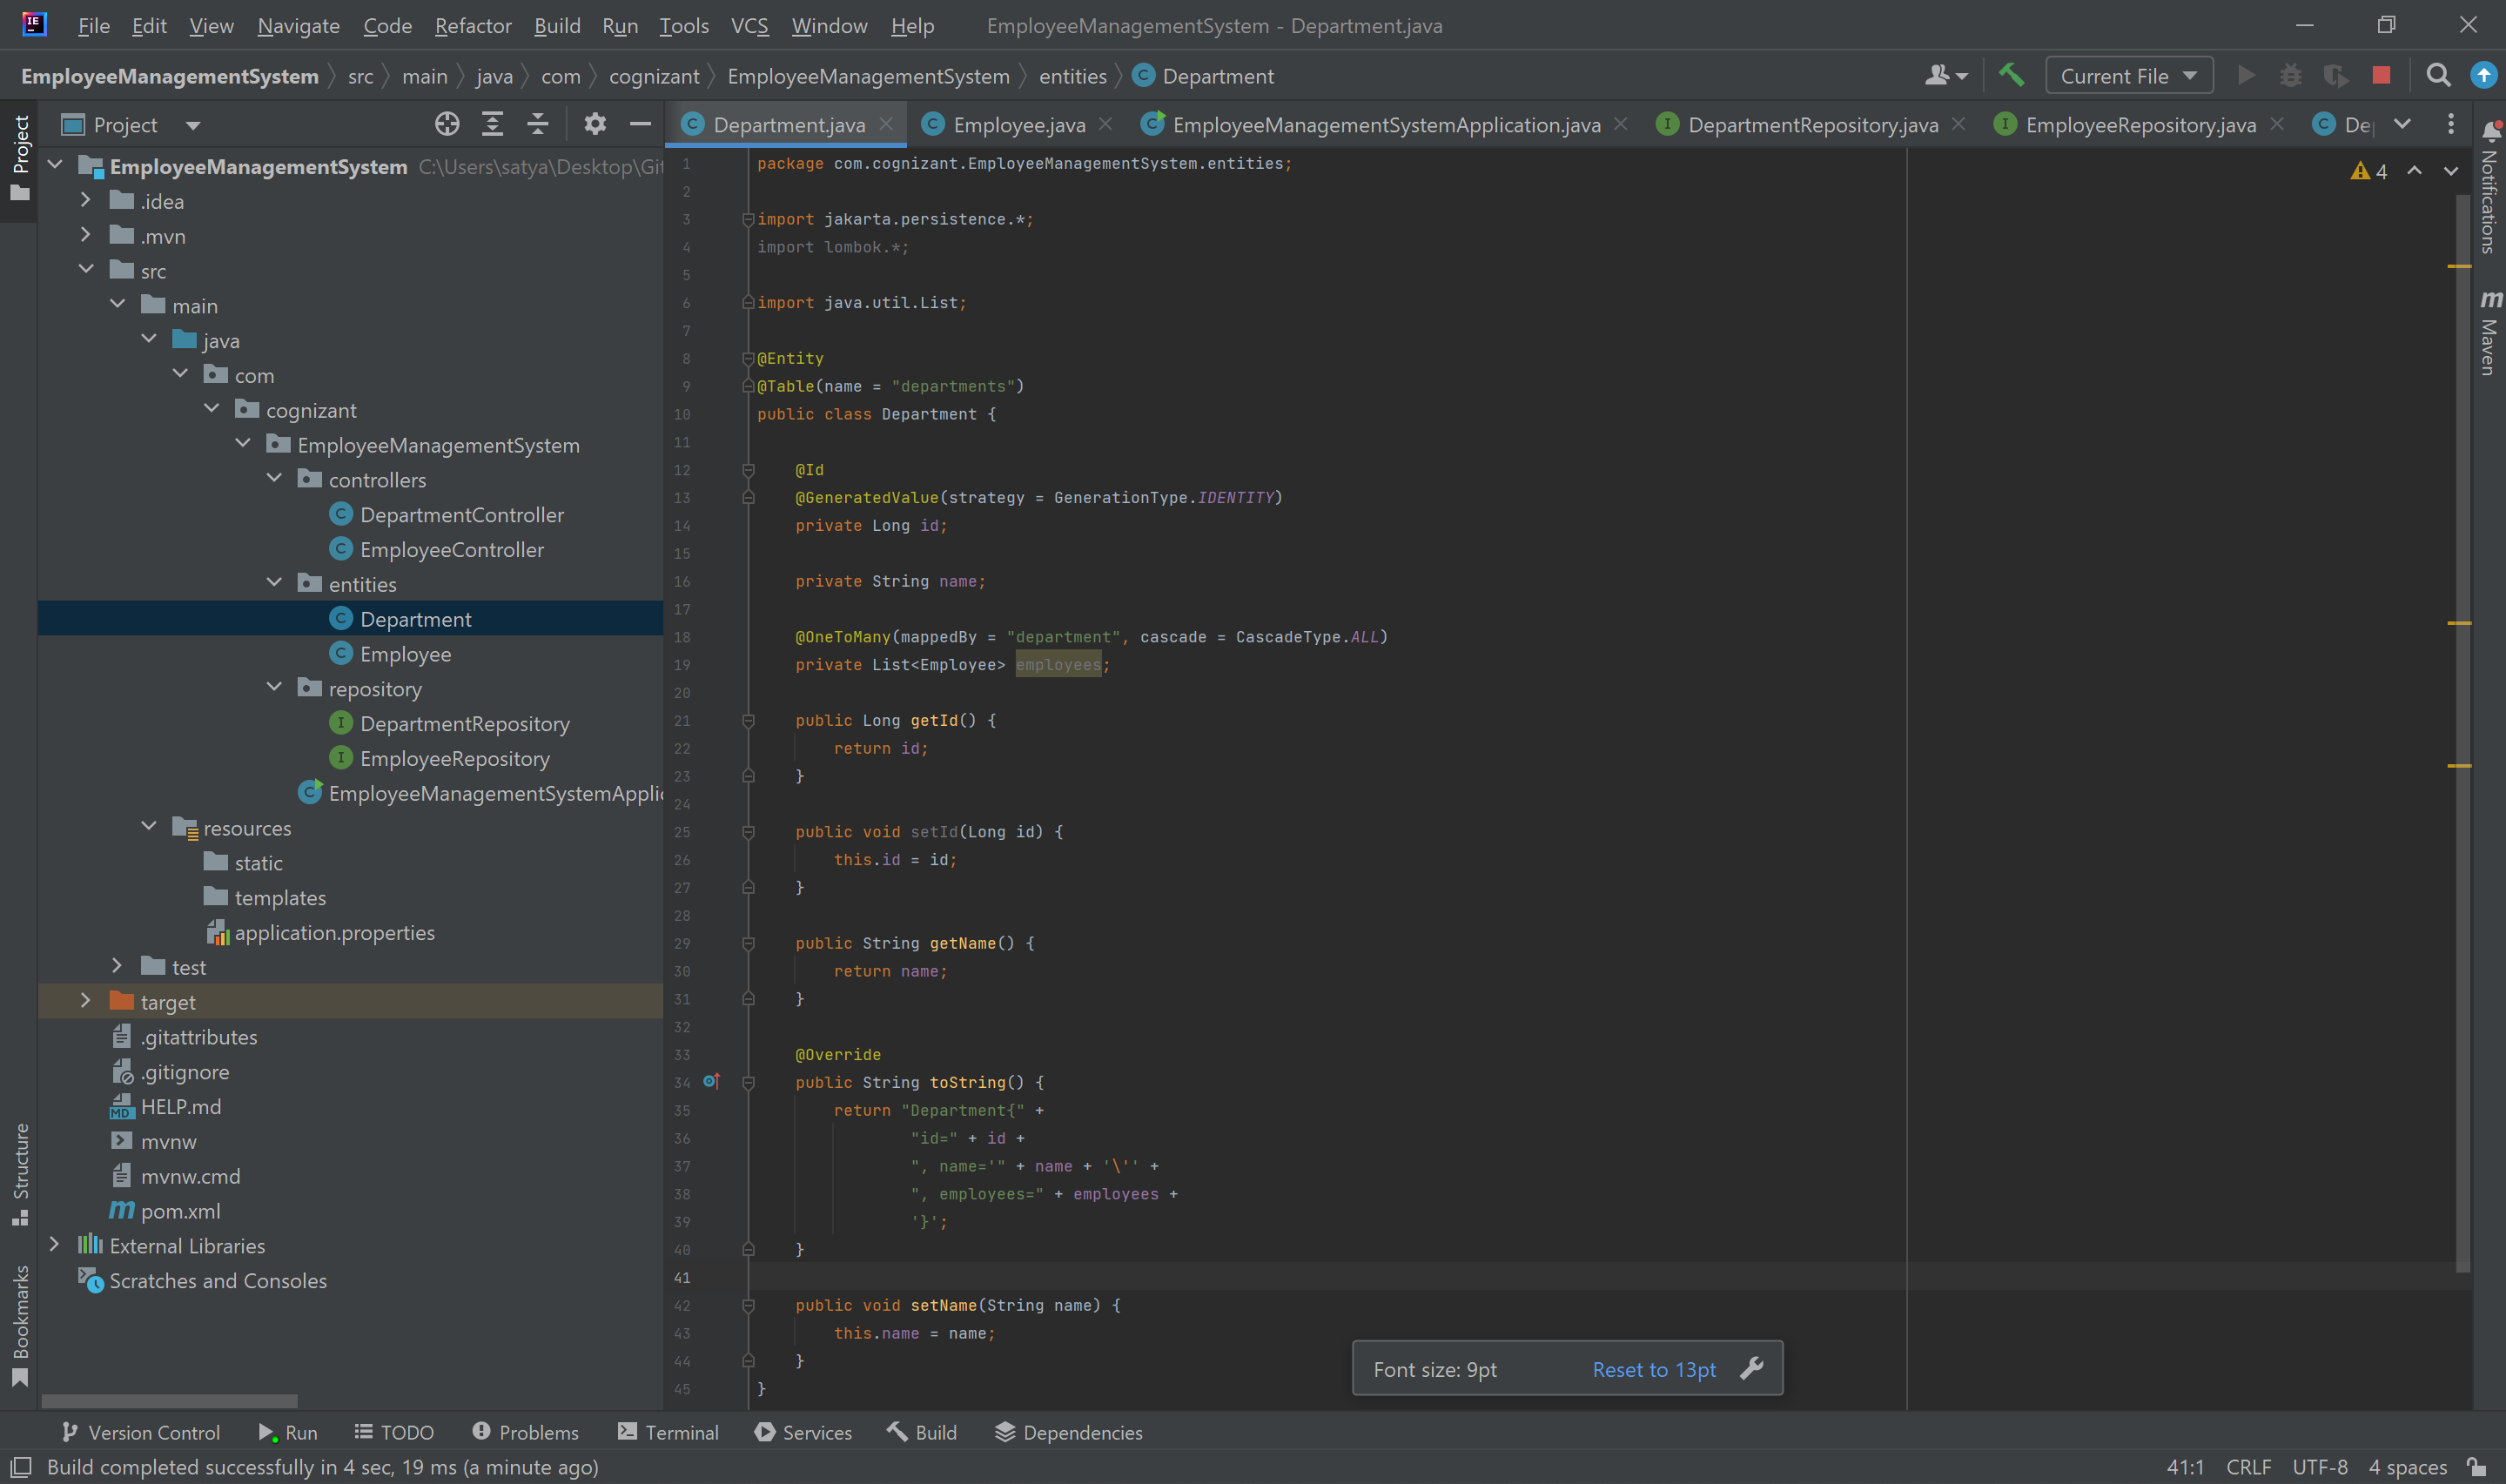 File Edit View Navigate Code Refactor Build Run Tools VCS Window Help EmployeeManagementSystem - Department.java
EmployeeManagementSystem src main java com cognizant EmployeeManagementSystem entities Department Current File
Project
Department.java Employee.java EmployeeManagementSystemApplication.java DepartmentRepository.java EmployeeRepository.java De
Project
Structure
Bookmarks
EmployeeManagementSystem C:\Users\satya\Desktop\Git
.idea
.mvn
src
main
java
com
cognizant
EmployeeManagementSystem
controllers
DepartmentController
EmployeeController
entities
Department
Employee
repository
DepartmentRepository
EmployeeRepository
EmployeeManagementSystemApplic
resources
static
templates
application.properties
test
target
.gitattributes
.gitignore
HELP.md
mvnw
mvnw.cmd
pom.xml
External Libraries
Scratches and Consoles
1 package com.cognizant.EmployeeManagementSystem.entities;
2
3 import jakarta.persistence.*;
4 import lombok.*;
5
6 import java.util.List;
7
8 @Entity
9 @Table(name = "departments")
10 public class Department {
11
12 @Id
13 @GeneratedValue(strategy = GenerationType.IDENTITY)
14 private Long id;
15
16 private String name;
17
18 @OneToMany(mappedBy = "department", cascade = CascadeType.ALL)
19 private List<Employee> employees;
20
21 public Long getId() {
22 return id;
23 }
24
25 public void setId(Long id) {
26 this.id = id;
27 }
28
29 public String getName() {
30 return name;
31 }
32
33 @Override
34 public String toString() {
35 return "Department{" +
36 "id=" + id +
37 ", name='" + name + '\'' +
38 ", employees=" + employees +
39 '}';
40 }
41
42 public void setName(String name) {
43 this.name = name;
44 }
45 }
4
Notifications
m Maven
Font size: 9pt Reset to 13pt
Version Control Run TODO Problems Terminal Services Build Dependencies
Build completed successfully in 4 sec, 19 ms (a minute ago) 41:1 CRLF UTF-8 4 spaces